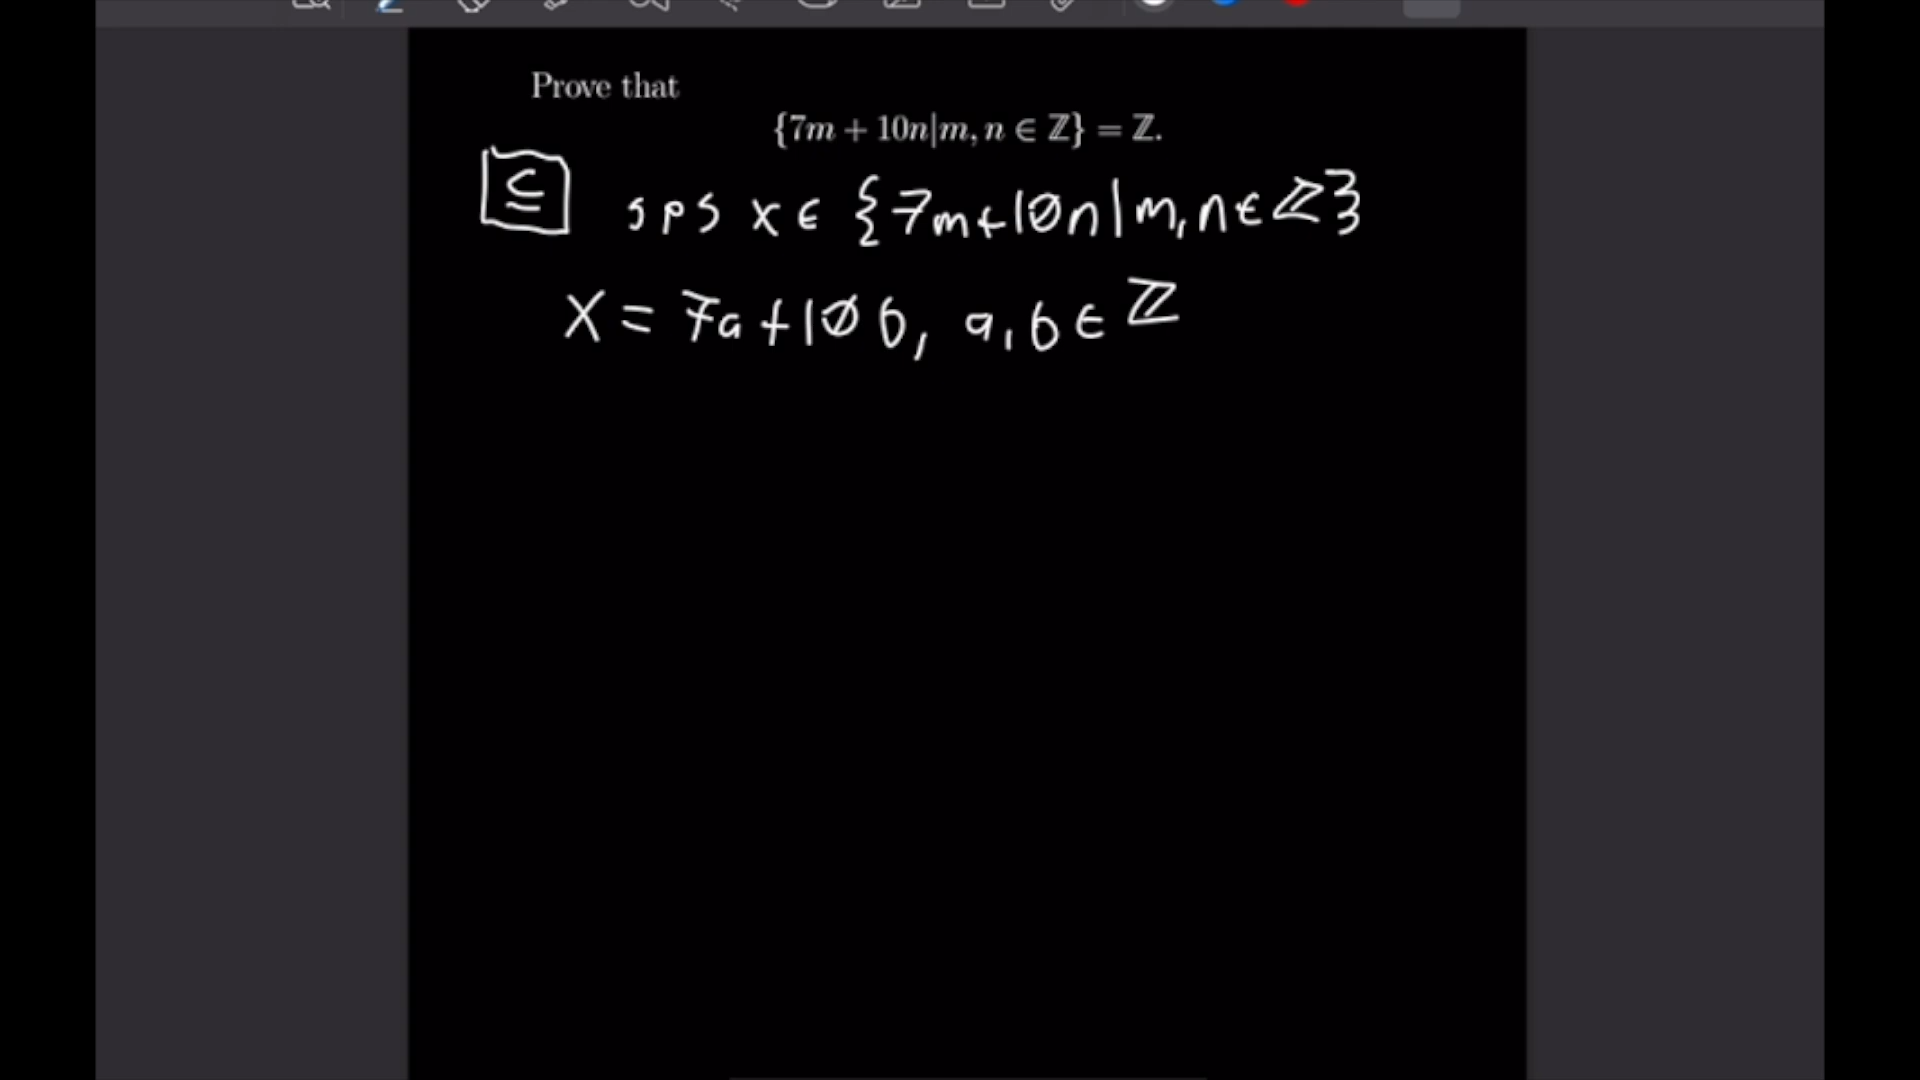 Prove that
{7m + 10n|m, n ∈ ℤ} = ℤ.
⊆ sps x ∈ {7m+10n|m,n∈ℤ}
X = 7a+10b, a,b ∈ ℤ